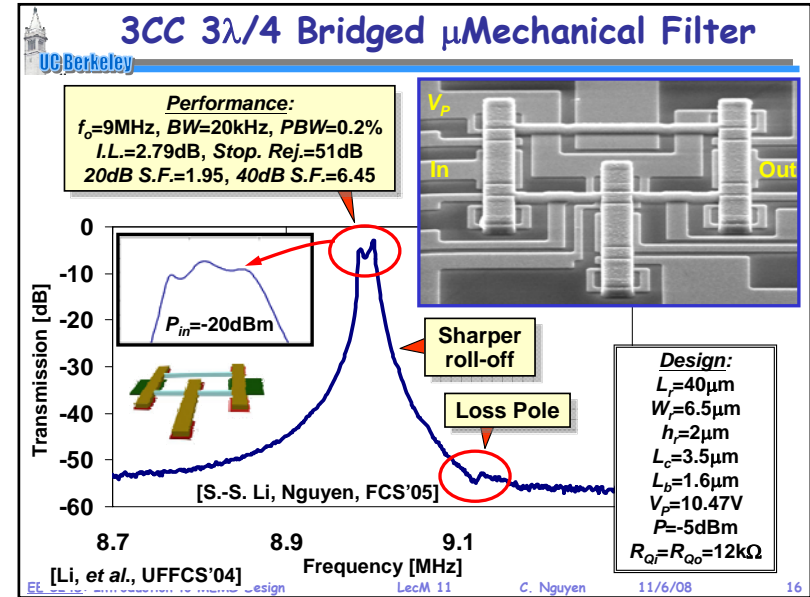 3CC 3λ/4 Bridged μMechanical Filter
UC Berkeley
Performance:
fo=9MHz, BW=20kHz, PBW=0.2%
I.L.=2.79dB, Stop. Rej.=51dB
20dB S.F.=1.95, 40dB S.F.=6.45
VP
In
Out
0
-10
-20
-30
-40
-50
-60
Transmission [dB]
Pin=-20dBm
Sharper
roll-off
Loss Pole
[S.-S. Li, Nguyen, FCS'05]
Design:
Lr=40μm
Wr=6.5μm
hr=2μm
Lc=3.5μm
Lb=1.6μm
VP=10.47V
P=-5dBm
RQi=RQo=12kΩ
8.7
8.9
9.1
Frequency [MHz]
[Li, et al., UFFCS'04]
Design
LecM 11
C. Nguyen
11/6/08
16